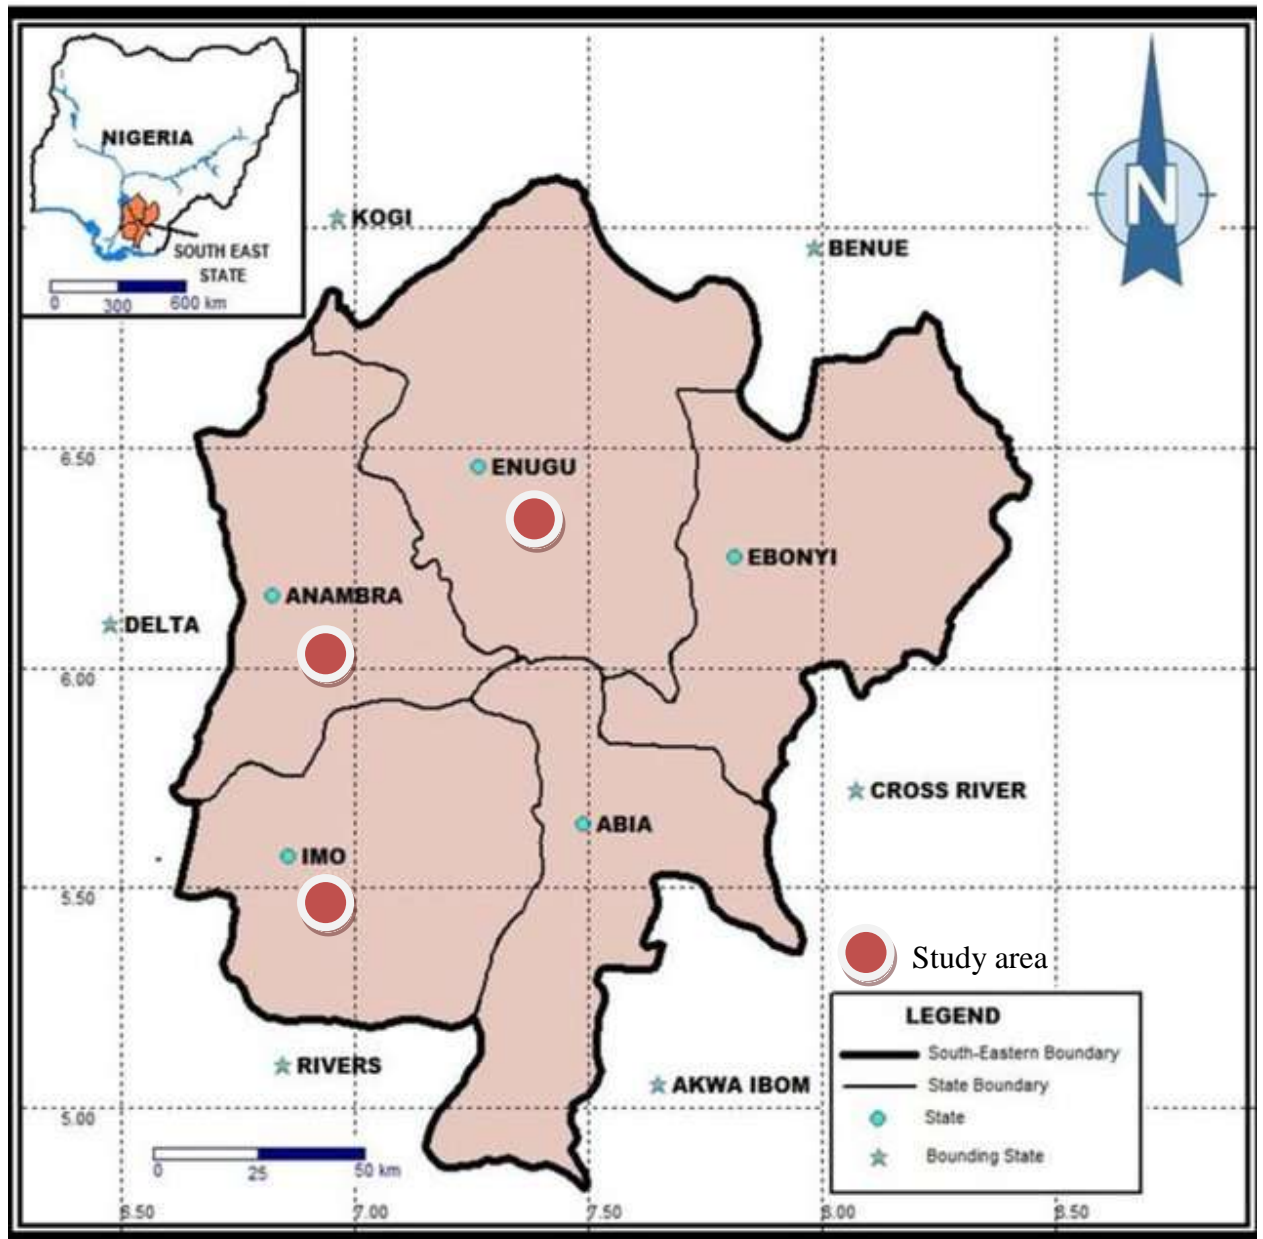 NIGERIA
SOUTH EAST
STATE
0 300 600 km
N
KOGI
BENUE
6.50
ENUGU
EBONYI
ANAMBRA
DELTA
6.00
CROSS RIVER
ABIA
IMO
5.50
Study area
LEGEND
South-Eastern Boundary
State Boundary
State
Bounding State
RIVERS
AKWA IBOM
5.00
0 25 50 km
6.50 7.00 7.50 8.00 8.50